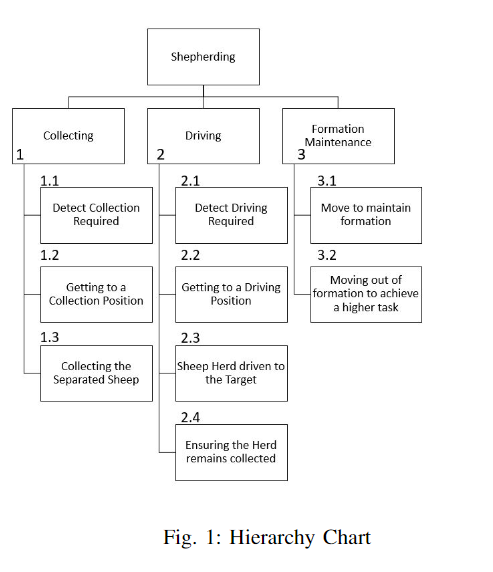 Shepherding
Collecting
1
Driving
2
Formation
Maintenance
3
1.1
Detect Collection
Required
1.2
Getting to a
Collection Position
1.3
Collecting the
Separated Sheep
2.1
Detect Driving
Required
2.2
Getting to a Driving
Position
2.3
Sheep Herd driven to
the Target
2.4
Ensuring the Herd
remains collected
3.1
Move to maintain
formation
3.2
Moving out of
formation to achieve
a higher task
Fig. 1: Hierarchy Chart